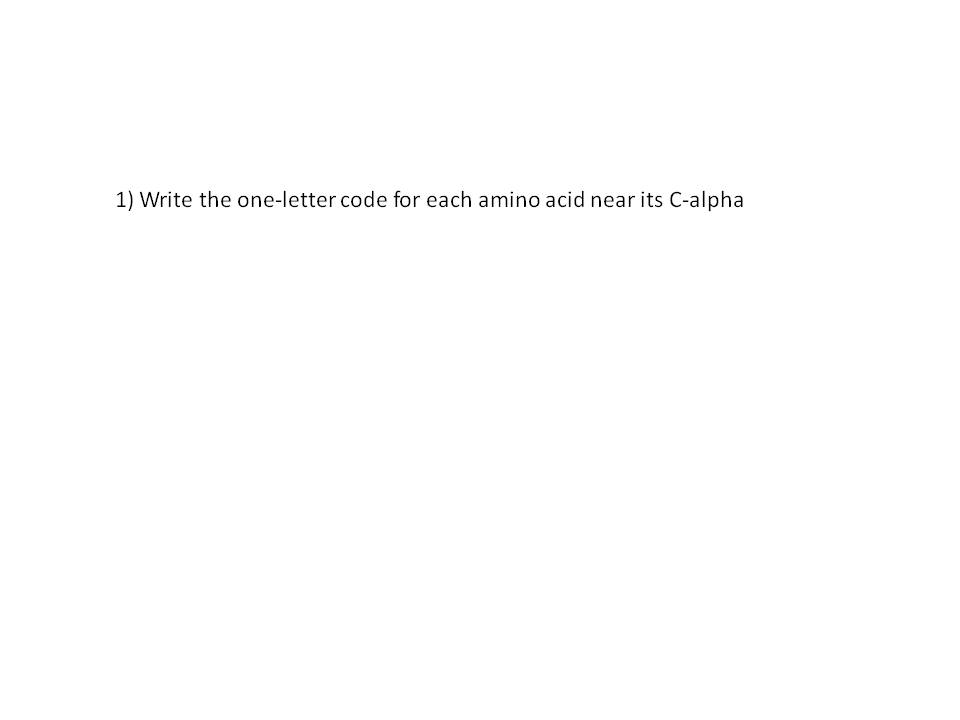 1) Write the one-letter code for each amino acid near its C-alpha